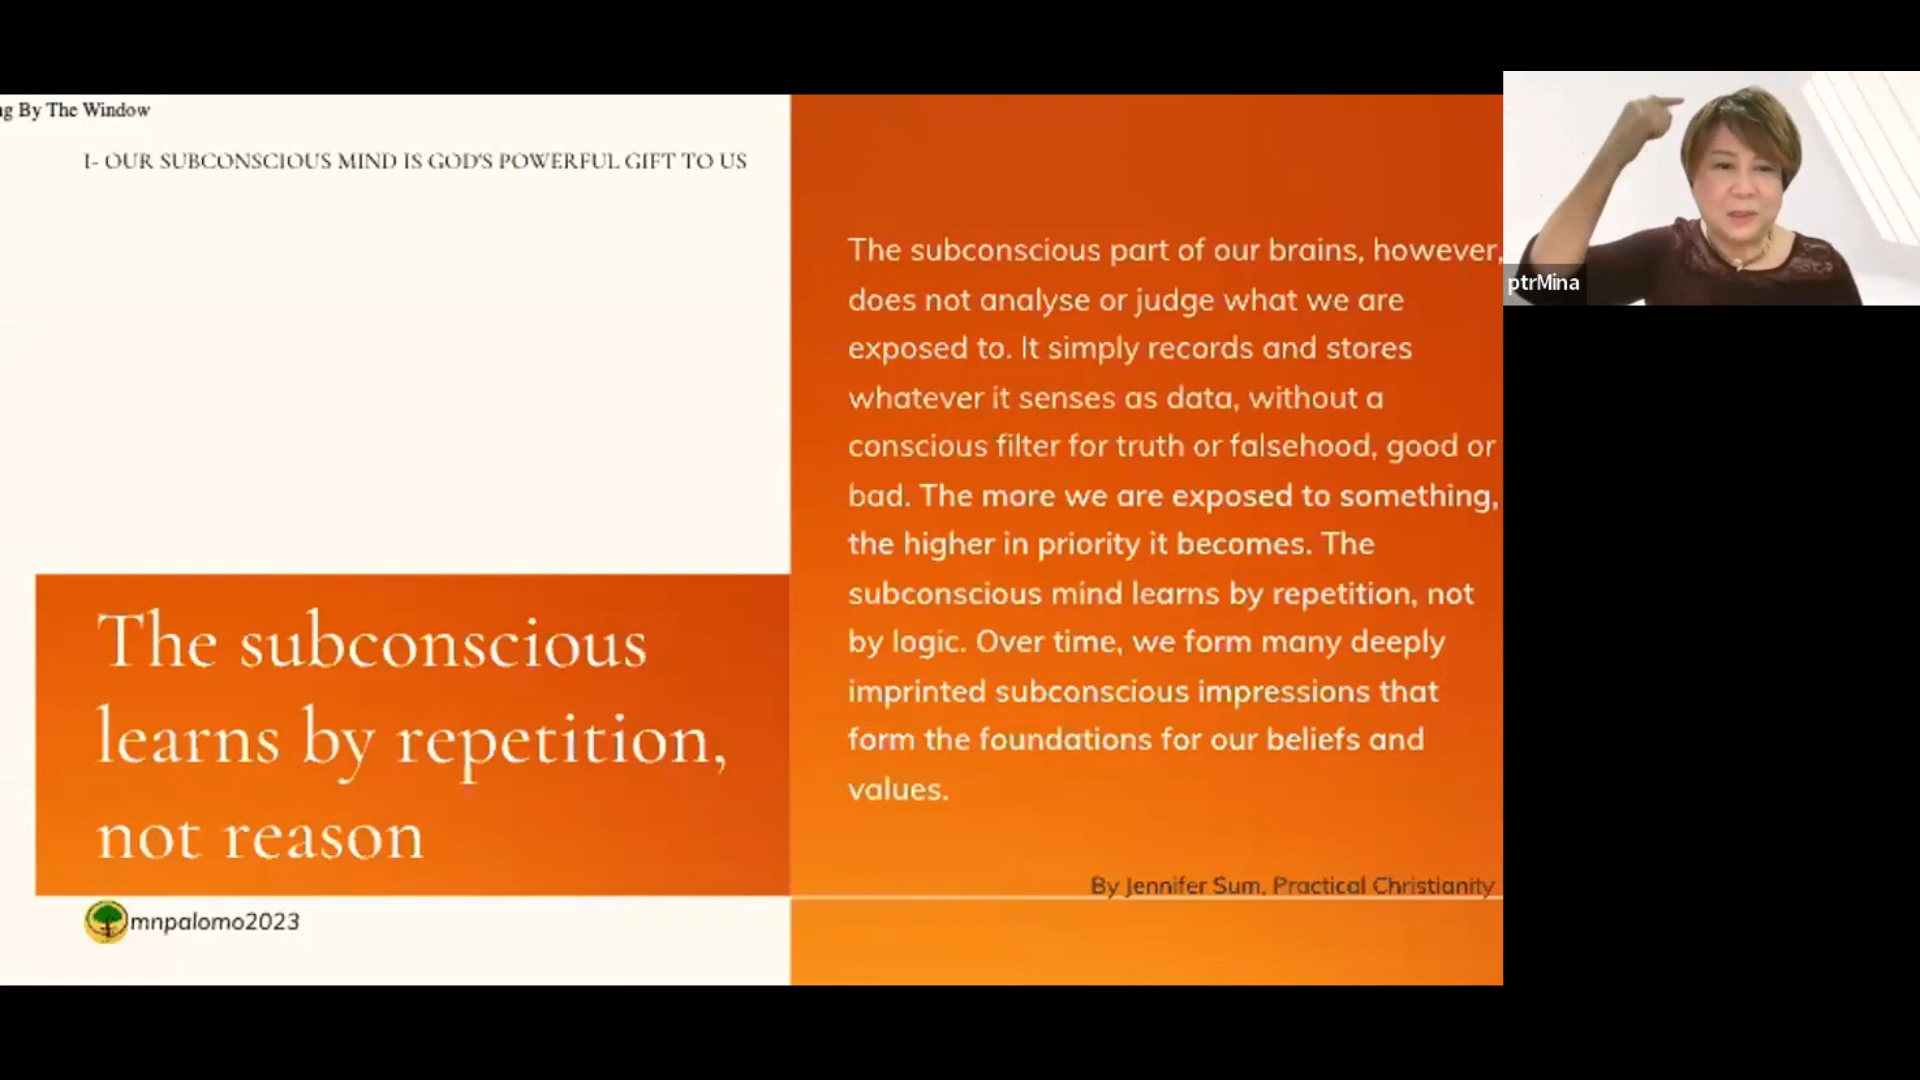 ng By The Window
I- OUR SUBCONSCIOUS MIND IS GOD'S POWERFUL GIFT TO US
The subconscious
learns by repetition,
not reason
mnpalomo2023
The subconscious part of our brains, however,
does not analyse or judge what we are
exposed to. It simply records and stores
whatever it senses as data, without a
conscious filter for truth or falsehood, good or
bad. The more we are exposed to something,
the higher in priority it becomes. The
subconscious mind learns by repetition, not
by logic. Over time, we form many deeply
imprinted subconscious impressions that
form the foundations for our beliefs and
values.
By Jennifer Sum, Practical Christianity
ptrMina